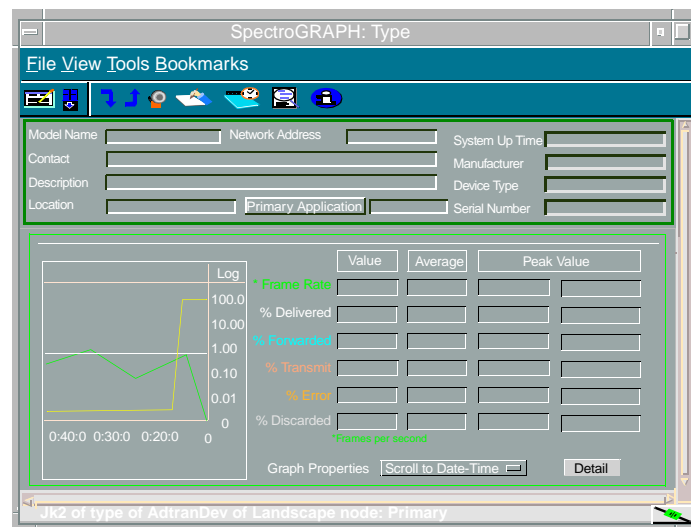 SpectroGRAPH: Type
File View Tools Bookmarks
Model Name Network Address System Up Time
Contact Manufacturer
Description Device Type
Location Primary Application Serial Number
Value Average Peak Value
Log
* Frame Rate
100.0
% Delivered
10.00
% Forwarded
1.00
% Transmit
0.10
% Error
0.01
% Discarded
0
0:40:0 0:30:0 0:20:0 0
*Frames per second
Graph Properties Scroll to Date-Time Detail
Jk2 of type of AdtranDev of Landscape node: Primary